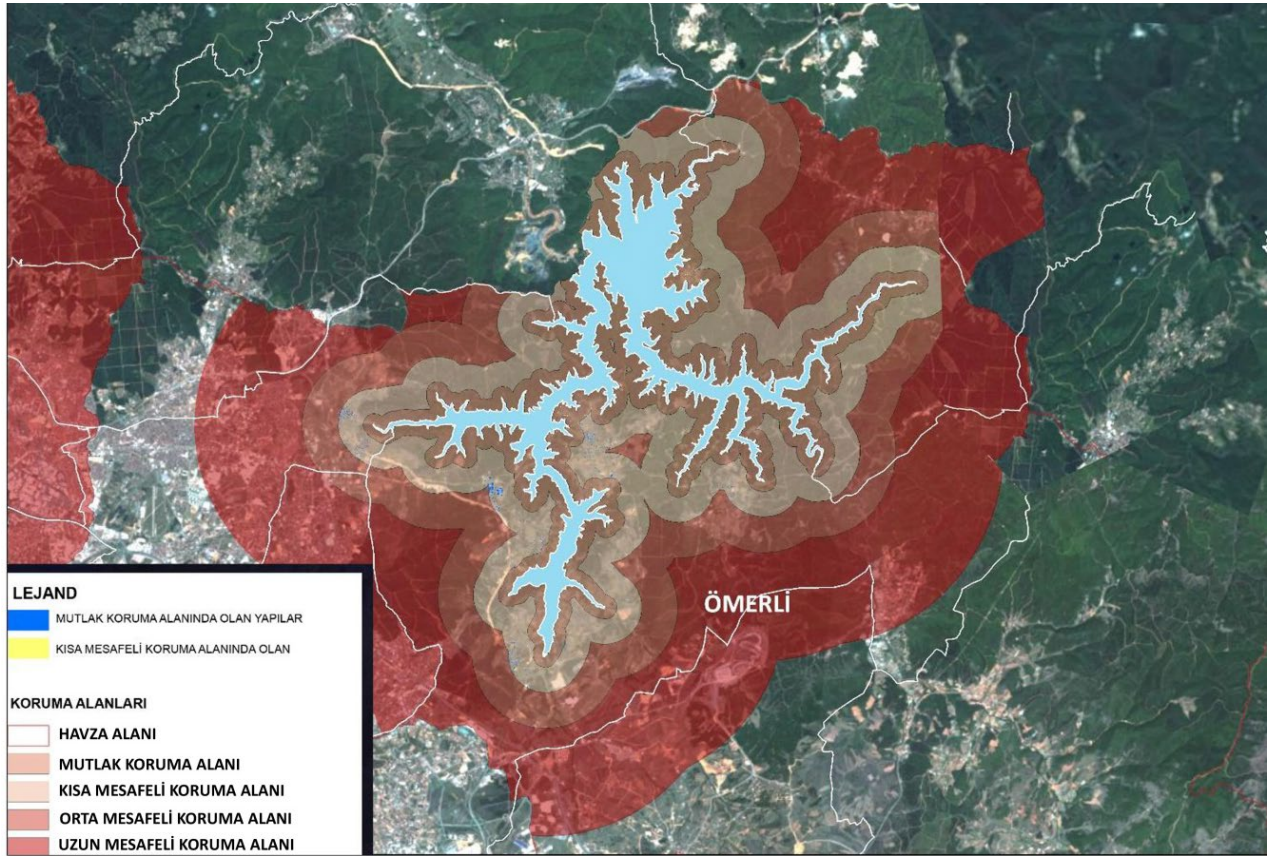 ÖMERLİ
LEJAND
MUTLAK KORUMA ALANINDA OLAN YAPILAR
KISA MESAFELİ KORUMA ALANINDA OLAN
KORUMA ALANLARI
HAVZA ALANI
MUTLAK KORUMA ALANI
KISA MESAFELİ KORUMA ALANI
ORTA MESAFELİ KORUMA ALANI
UZUN MESAFELİ KORUMA ALANI